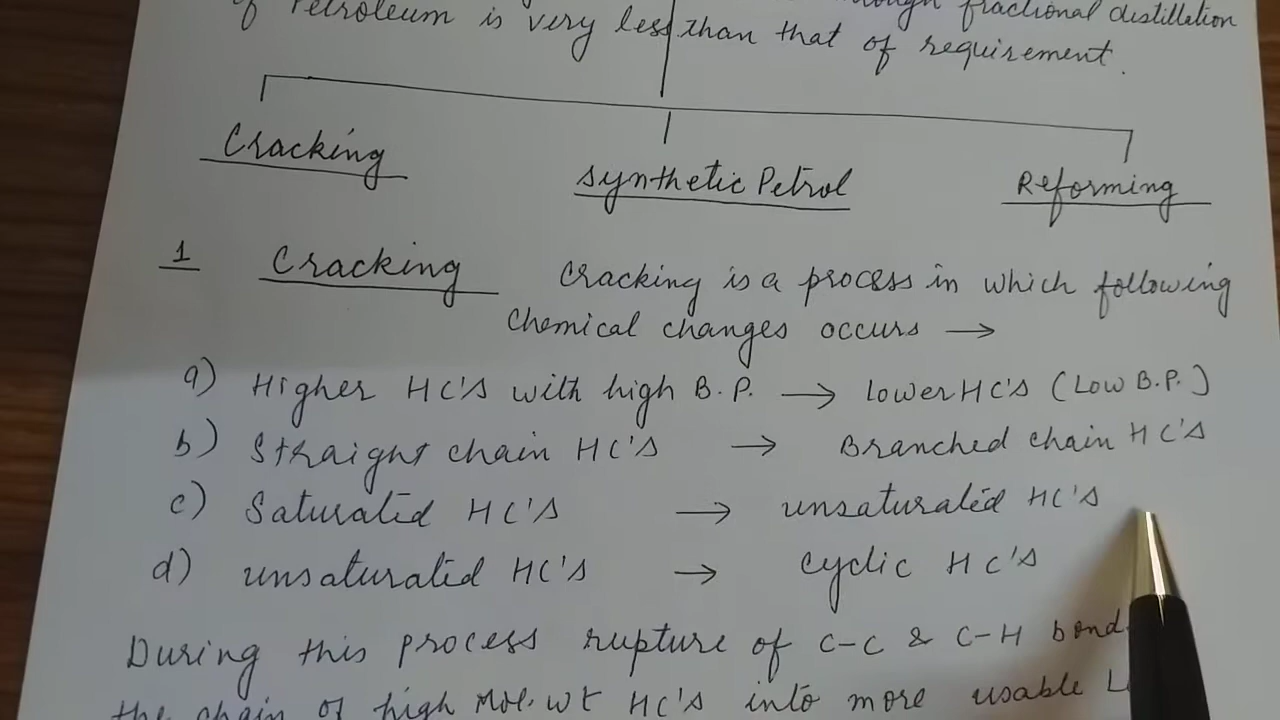 of Petroleum is very less than that of requirement.
fractional distillation
Cracking
Synthetic Petrol
Reforming
1 Cracking Cracking is a process in which following
Chemical changes occurs →
a) Higher HC's with high B.P. → lower HC's (Low B.P.)
b) Straight chain HC's → Branched chain HC's
c) Saturated HC's → unsaturated HC's
d) unsaturated HC's → cyclic HC's
During this process rupture of C-C & C-H bond
the chain of high Mol. wt HC's into more usable